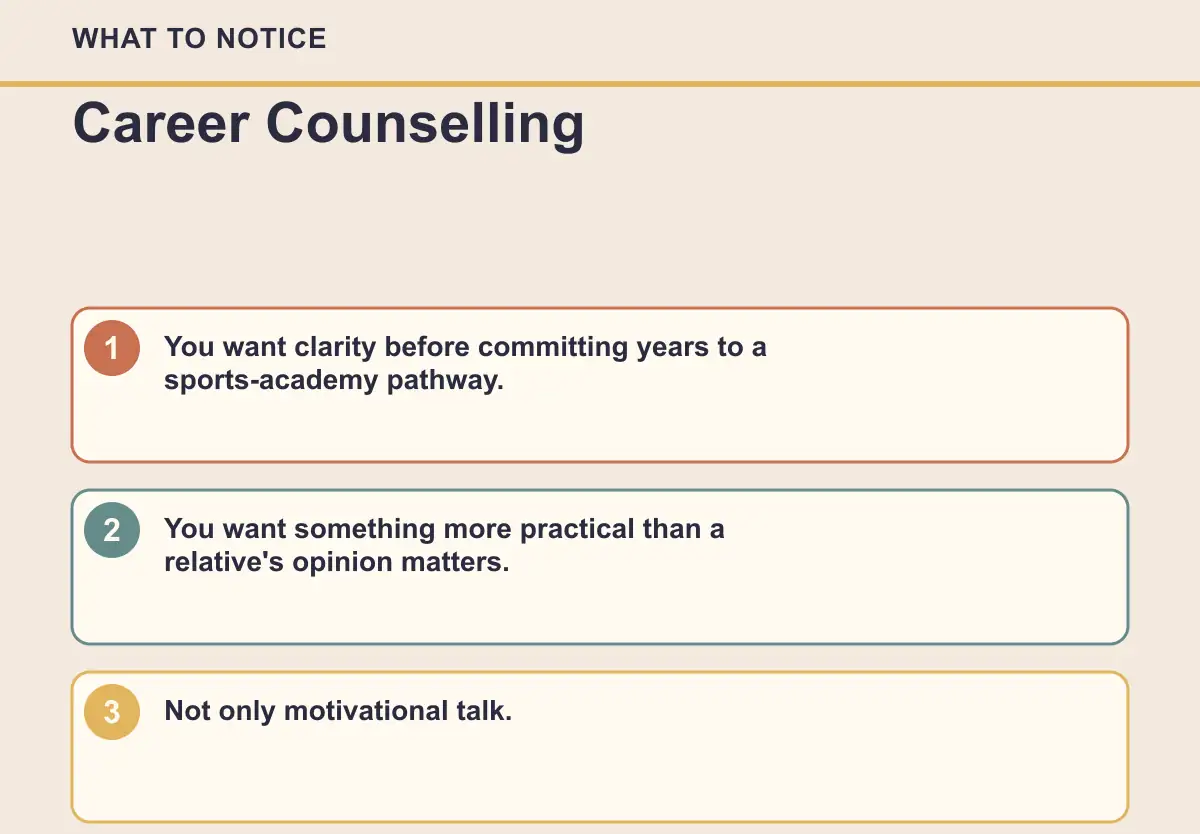 WHAT TO NOTICE
Career Counselling
1
You want clarity before committing years to a
sports-academy pathway.
2
You want something more practical than a
relative's opinion matters.
3
Not only motivational talk.